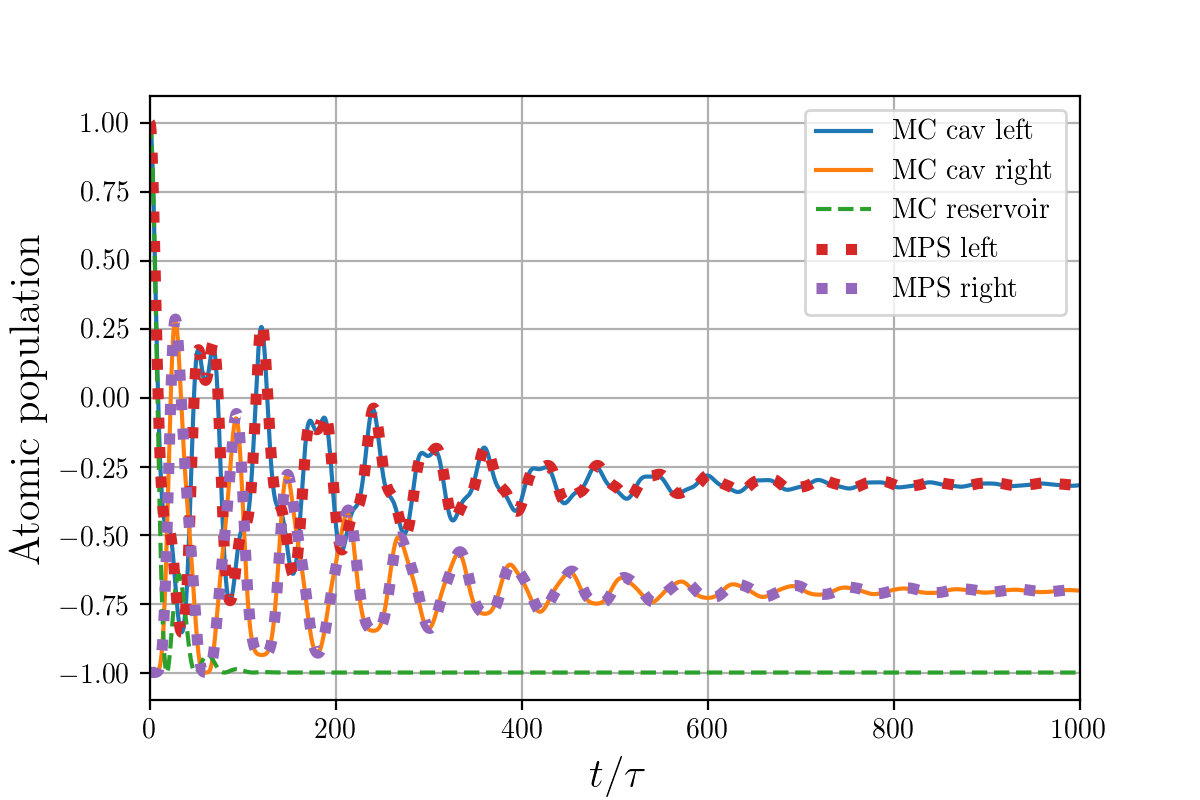 Atomic population
1.00
0.75
0.50
0.25
0.00
−0.25
−0.50
−0.75
−1.00
0 200 400 600 800 1000
t/τ
MC cav left
MC cav right
MC reservoir
MPS left
MPS right